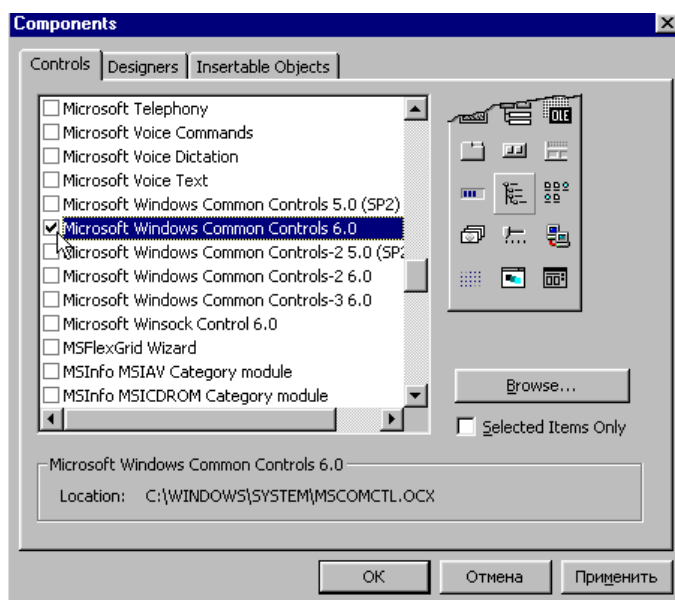 Components
Controls
Designers
Insertable Objects
Microsoft Telephony
Microsoft Voice Commands
Microsoft Voice Dictation
Microsoft Voice Text
Microsoft Windows Common Controls 5.0 (SP2)
Microsoft Windows Common Controls 6.0
Microsoft Windows Common Controls-2 5.0 (SP2
Microsoft Windows Common Controls-2 6.0
Microsoft Windows Common Controls-3 6.0
Microsoft Winsock Control 6.0
MSFlexGrid Wizard
MSInfo MSIAV Category module
MSInfo MSICDROM Category module
OLE
Browse...
Selected Items Only
Microsoft Windows Common Controls 6.0
Location: C:\WINDOWS\SYSTEM\MSCOMCTL.OCX
OK
Отмена
Применить